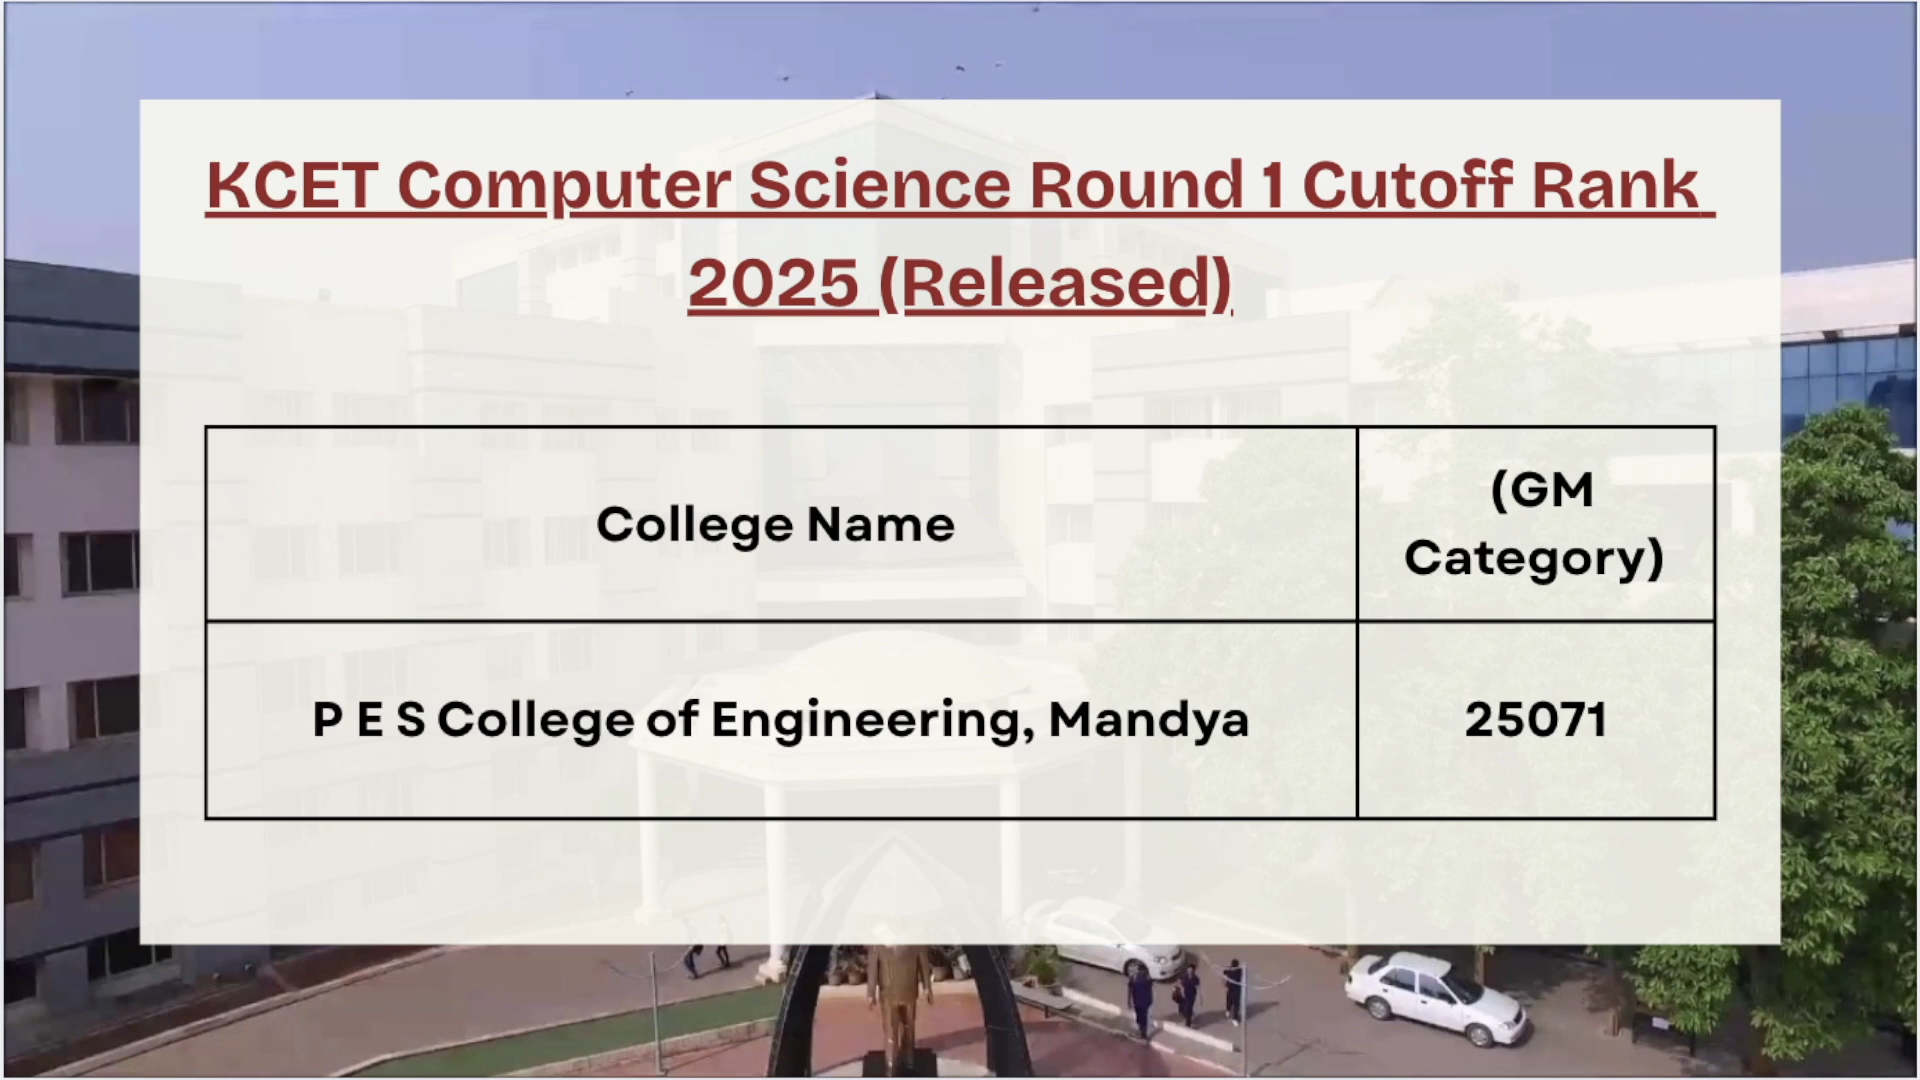 KCET Computer Science Round 1 Cutoff Rank
2025 (Released)
College Name
(GM
Category)
P E S College of Engineering, Mandya
25071